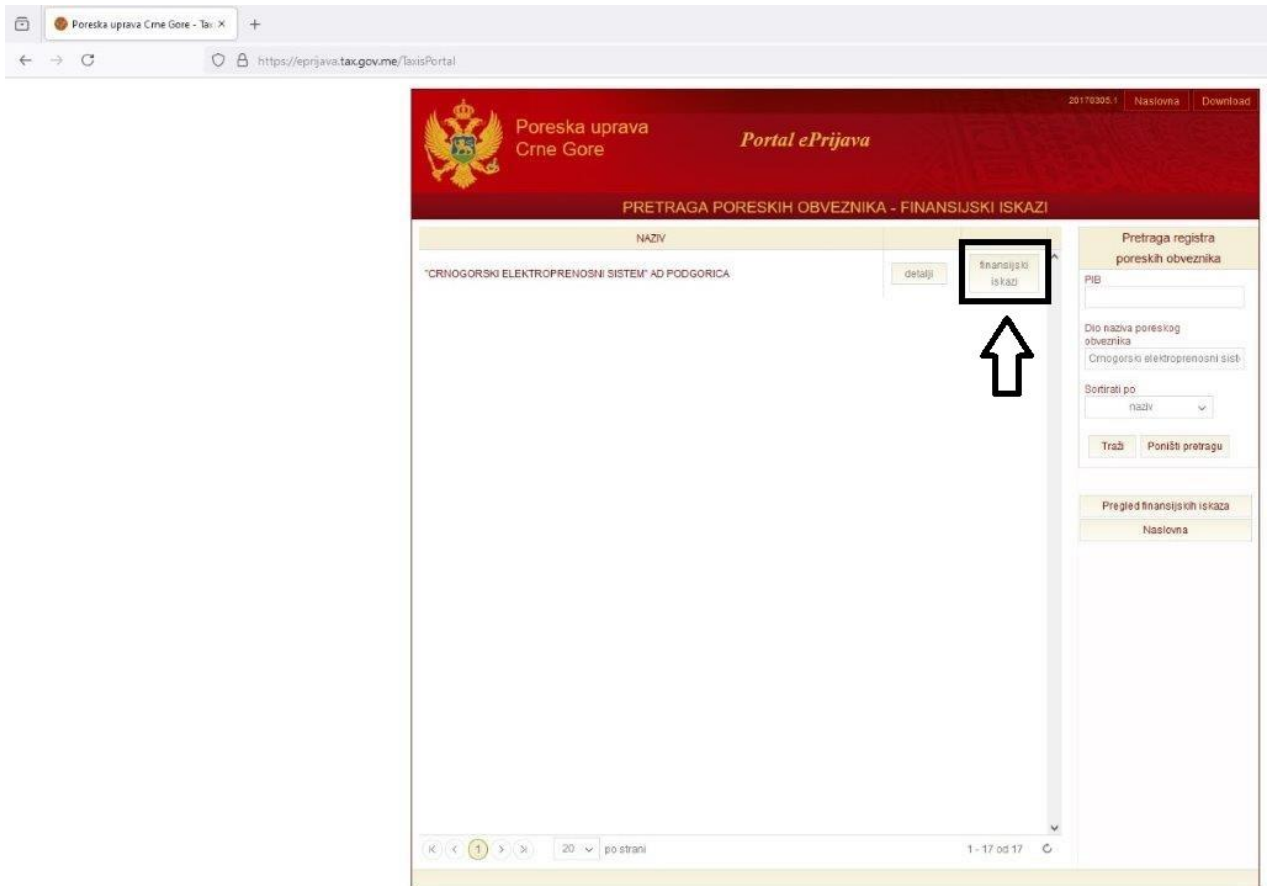 Poreska uprava Crne Gore - Tax
https://eprijava.tax.gov.me/TaxisPortal
20170305.1 Naslovna Download
Poreska uprava
Crne Gore
Portal ePrijava
PRETRAGA PORESKIH OBVEZNIKA - FINANSIJSKI ISKAZI
NAZIV
"CRNOGORSKI ELEKTROPRENOSNI SISTEM" AD PODGORICA
detalji
finansijski
iskazi
Pretraga registra
poreskih obveznika
PIB
Dio naziva poreskog
obveznika
Crnogorski elektroprenosni sist
Sortirati po
naziv
Traži Poništi pretragu
Pregled finansijskih iskaza
Naslovna
1 20 po strani 1 - 17 od 17